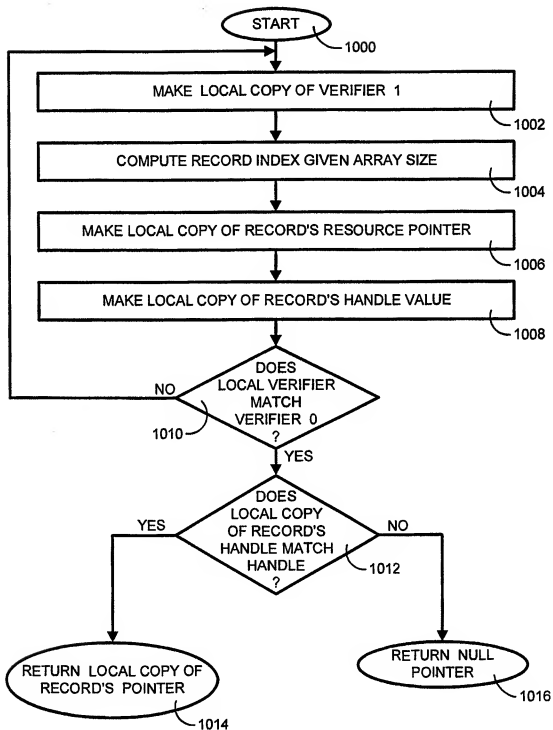 START
1000
MAKE LOCAL COPY OF VERIFIER 1
1002
COMPUTE RECORD INDEX GIVEN ARRAY SIZE
1004
MAKE LOCAL COPY OF RECORD'S RESOURCE POINTER
1006
MAKE LOCAL COPY OF RECORD'S HANDLE VALUE
1008
DOES
LOCAL VERIFIER
MATCH
VERIFIER 0
?
NO
1010
YES
DOES
LOCAL COPY
OF RECORD'S
HANDLE MATCH
HANDLE
?
YES
NO
1012
RETURN LOCAL COPY OF
RECORD'S POINTER
1014
RETURN NULL
POINTER
1016